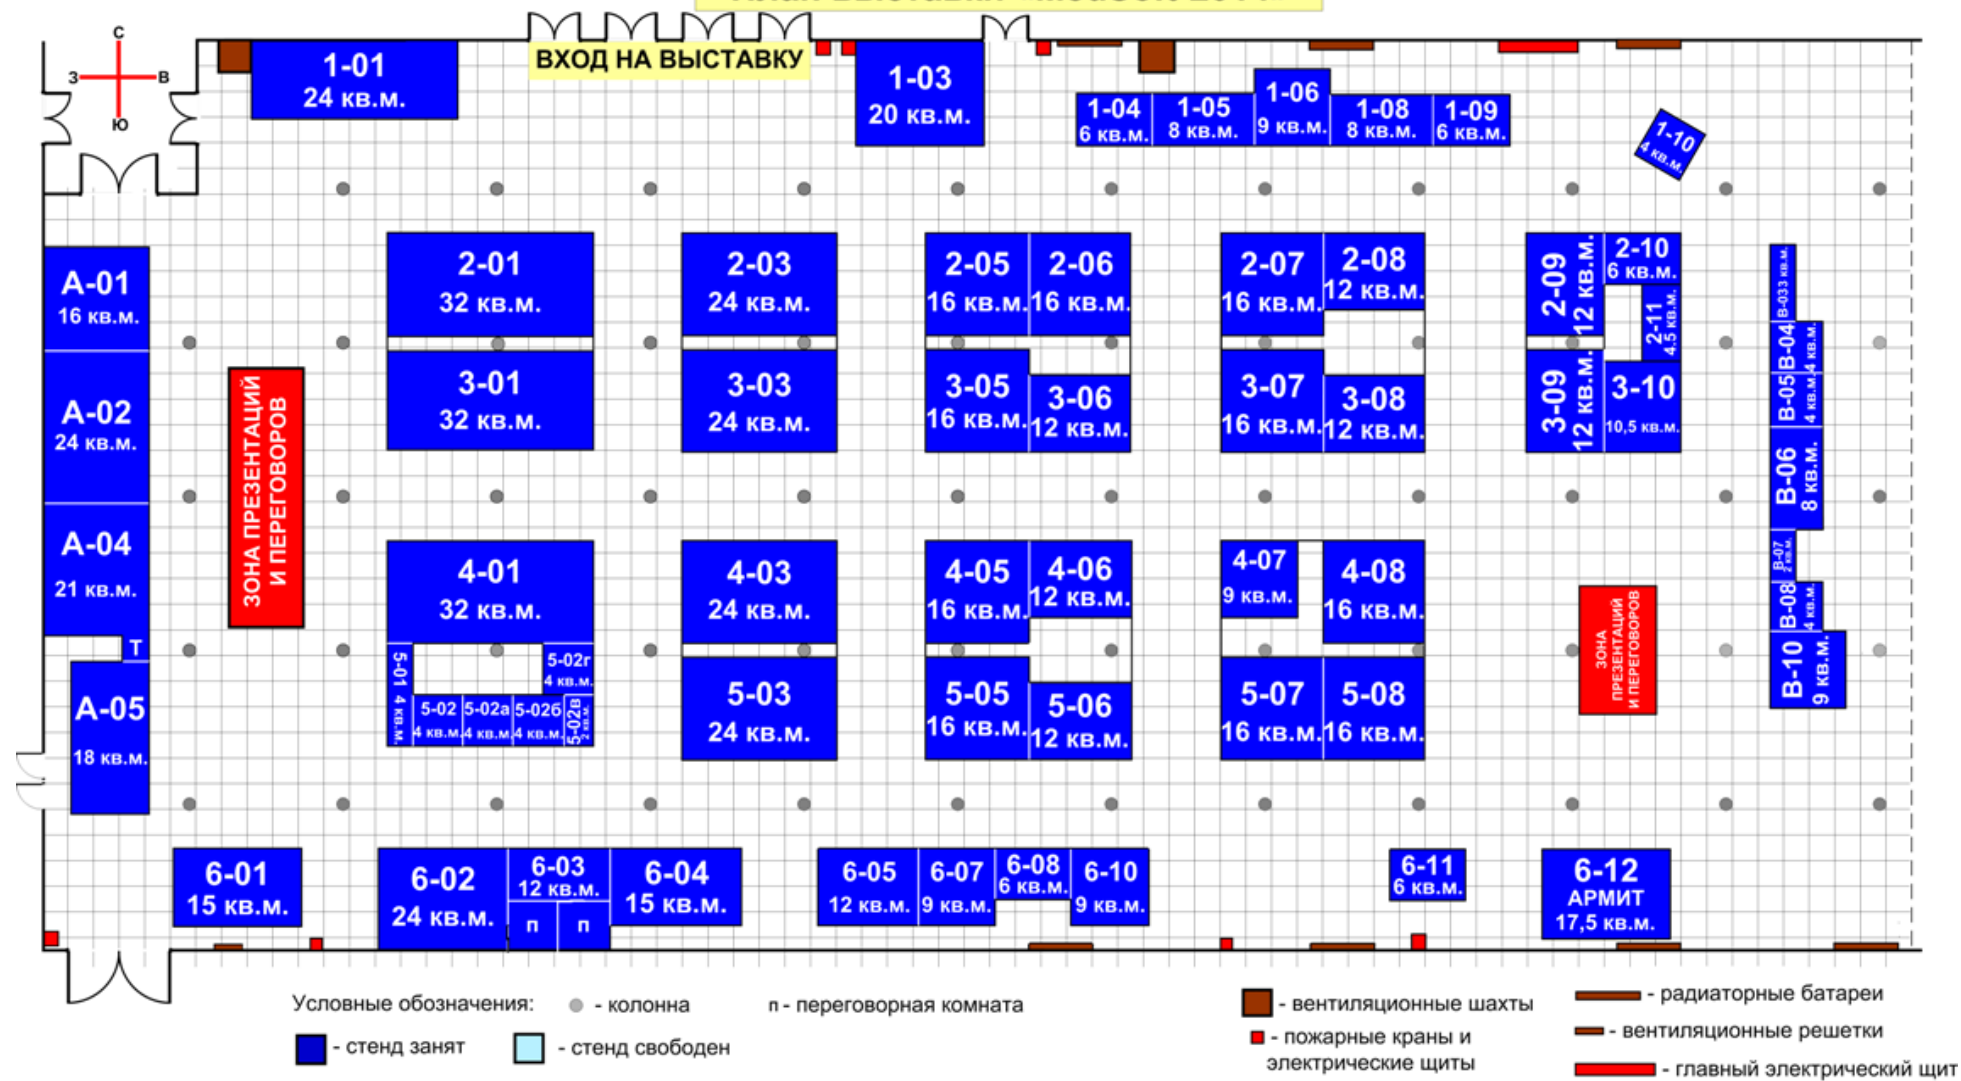 ВХОД НА ВЫСТАВКУ
С
З
В
Ю
1-01
24 кв.м.
1-03
20 кв.м.
1-04
6 кв.м.
1-05
8 кв.м.
1-06
9 кв.м.
1-08
8 кв.м.
1-09
6 кв.м.
1-10
4 кв.м.
А-01
16 кв.м.
А-02
24 кв.м.
А-04
21 кв.м.
Т
А-05
18 кв.м.
ЗОНА ПРЕЗЕНТАЦИЙ
И ПЕРЕГОВОРОВ
2-01
32 кв.м.
3-01
32 кв.м.
2-03
24 кв.м.
3-03
24 кв.м.
2-05
16 кв.м.
2-06
16 кв.м.
3-05
16 кв.м.
3-06
12 кв.м.
2-07
16 кв.м.
2-08
12 кв.м.
3-07
16 кв.м.
3-08
12 кв.м.
2-09
12 кв.м.
2-10
6 кв.м.
2-11
4.5 кв.м.
3-09
12 кв.м.
3-10
10,5 кв.м.
В-033 кв.м.
В-04
4 кв.м.
В-05
4 кв.м.
В-06
8 кв.м.
В-07
2 кв.м.
В-08
4 кв.м.
В-10
9 кв.м.
4-01
32 кв.м.
5-01 4 кв.м.
5-02
4 кв.м.
5-02а
4 кв.м.
5-02б
4 кв.м.
5-02в
2 кв.м.
5-02г
4 кв.м.
4-03
24 кв.м.
5-03
24 кв.м.
4-05
16 кв.м.
4-06
12 кв.м.
5-05
16 кв.м.
5-06
12 кв.м.
4-07
9 кв.м.
4-08
16 кв.м.
5-07
16 кв.м.
5-08
16 кв.м.
ЗОНА
ПРЕЗЕНТАЦИЙ
И ПЕРЕГОВОРОВ
6-01
15 кв.м.
6-02
24 кв.м.
6-03
12 кв.м.
п
п
6-04
15 кв.м.
6-05
12 кв.м.
6-07
9 кв.м.
6-08
6 кв.м.
6-10
9 кв.м.
6-11
6 кв.м.
6-12
АРМИТ
17,5 кв.м.
Условные обозначения:
- колонна
п - переговорная комната
- стенд занят
- стенд свободен
- вентиляционные шахты
- пожарные краны и
электрические щиты
- радиаторные батареи
- вентиляционные решетки
- главный электрический щит